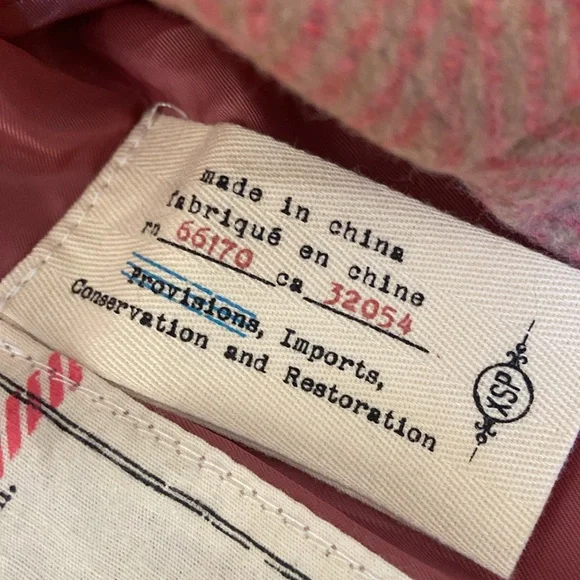 made in china
fabriqué en chine
rn 66170 ca 32054
Provisions, Imports,
Conservation and Restoration
XSP